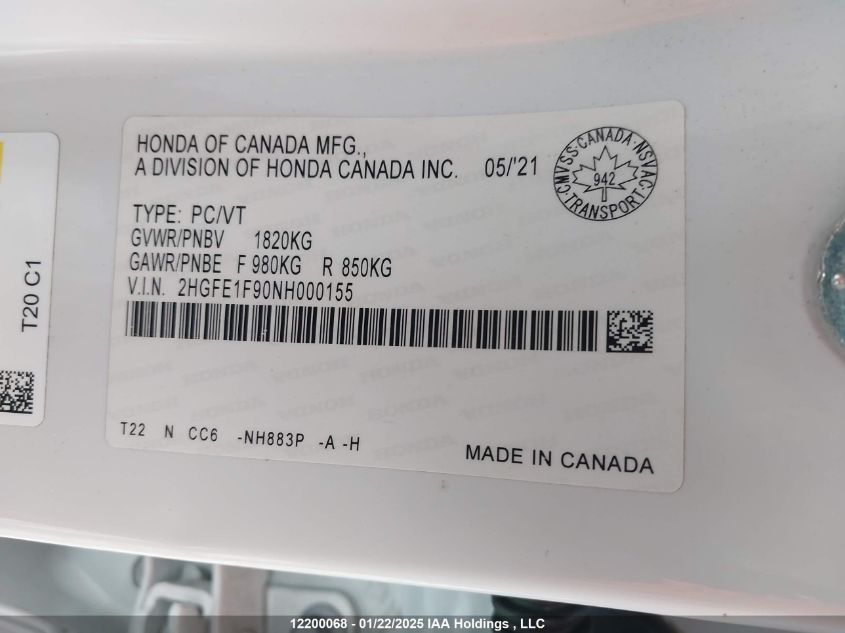 HONDA OF CANADA MFG.,
A DIVISION OF HONDA CANADA INC. 05/'21
CMVSS·CANADA·NSVAC·TRANSPORT
942
TYPE: PC/VT
GVWR/PNBV 1820KG
GAWR/PNBE F 980KG R 850KG
V.I.N. 2HGFE1F90NH000155
T22 N CC6 -NH883P -A -H
MADE IN CANADA
T20 C1
12200068 - 01/22/2025 IAA Holdings , LLC